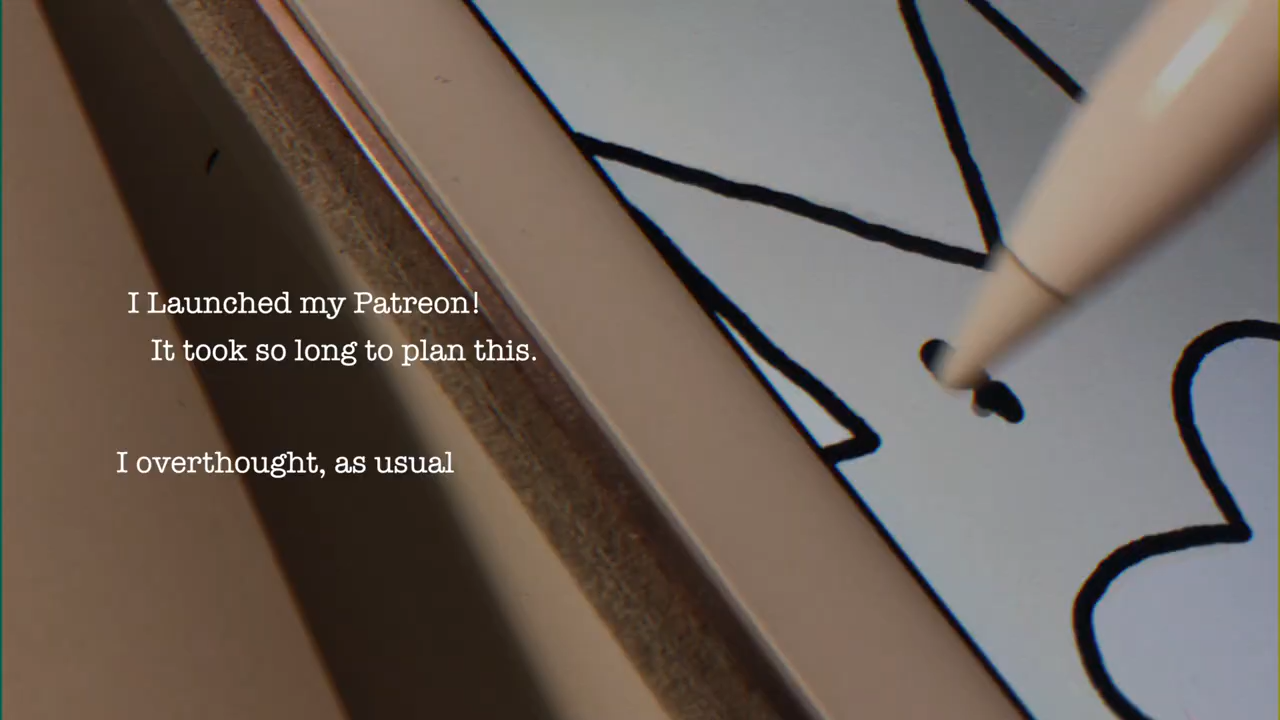 I Launched my Patreon!
It took so long to plan this.
I overthought, as usual